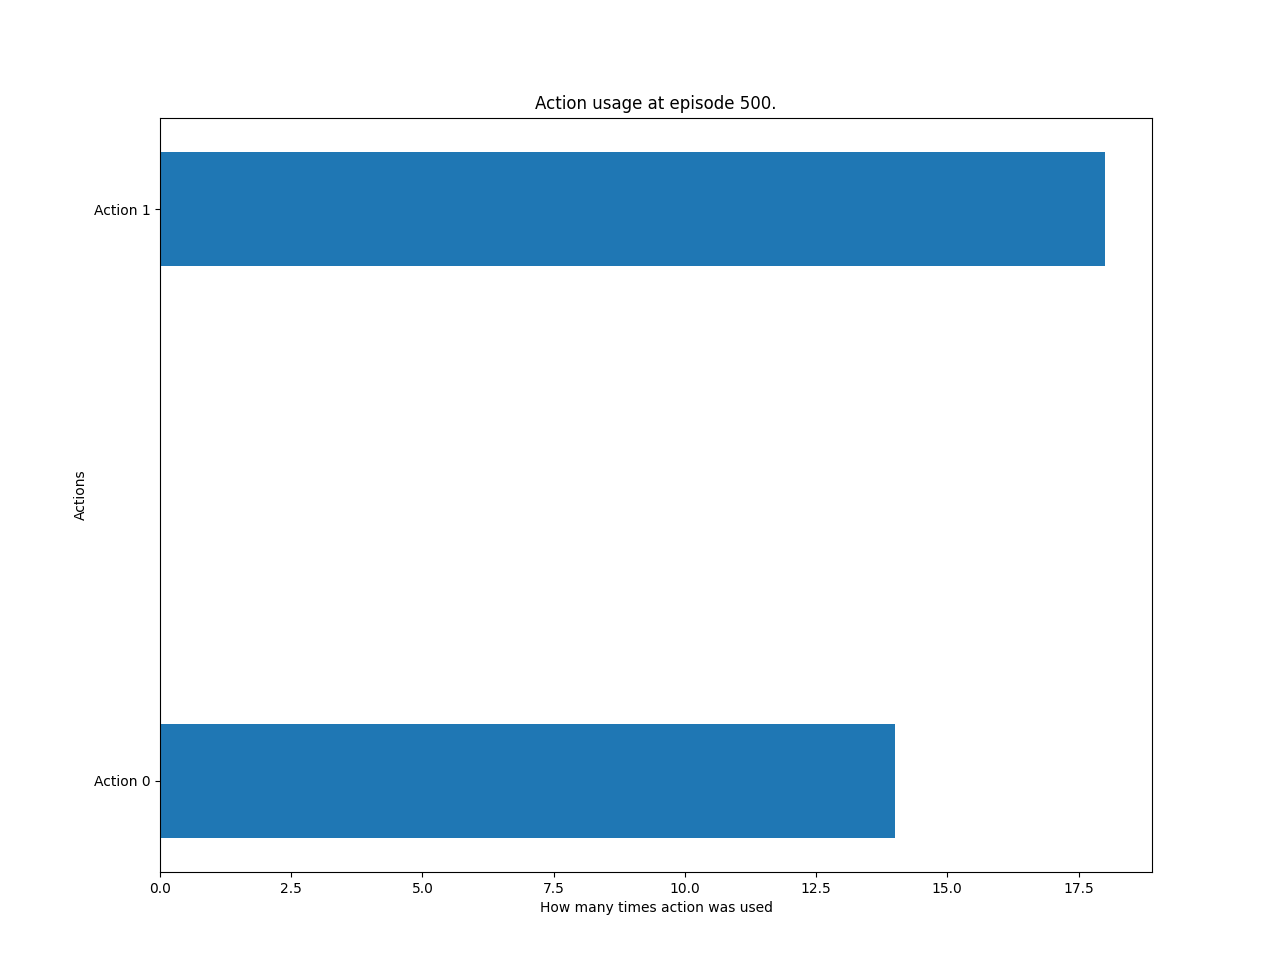 Action usage at episode 500.
Action 1
Actions
Action 0
0.0 2.5 5.0 7.5 10.0 12.5 15.0 17.5
How many times action was used